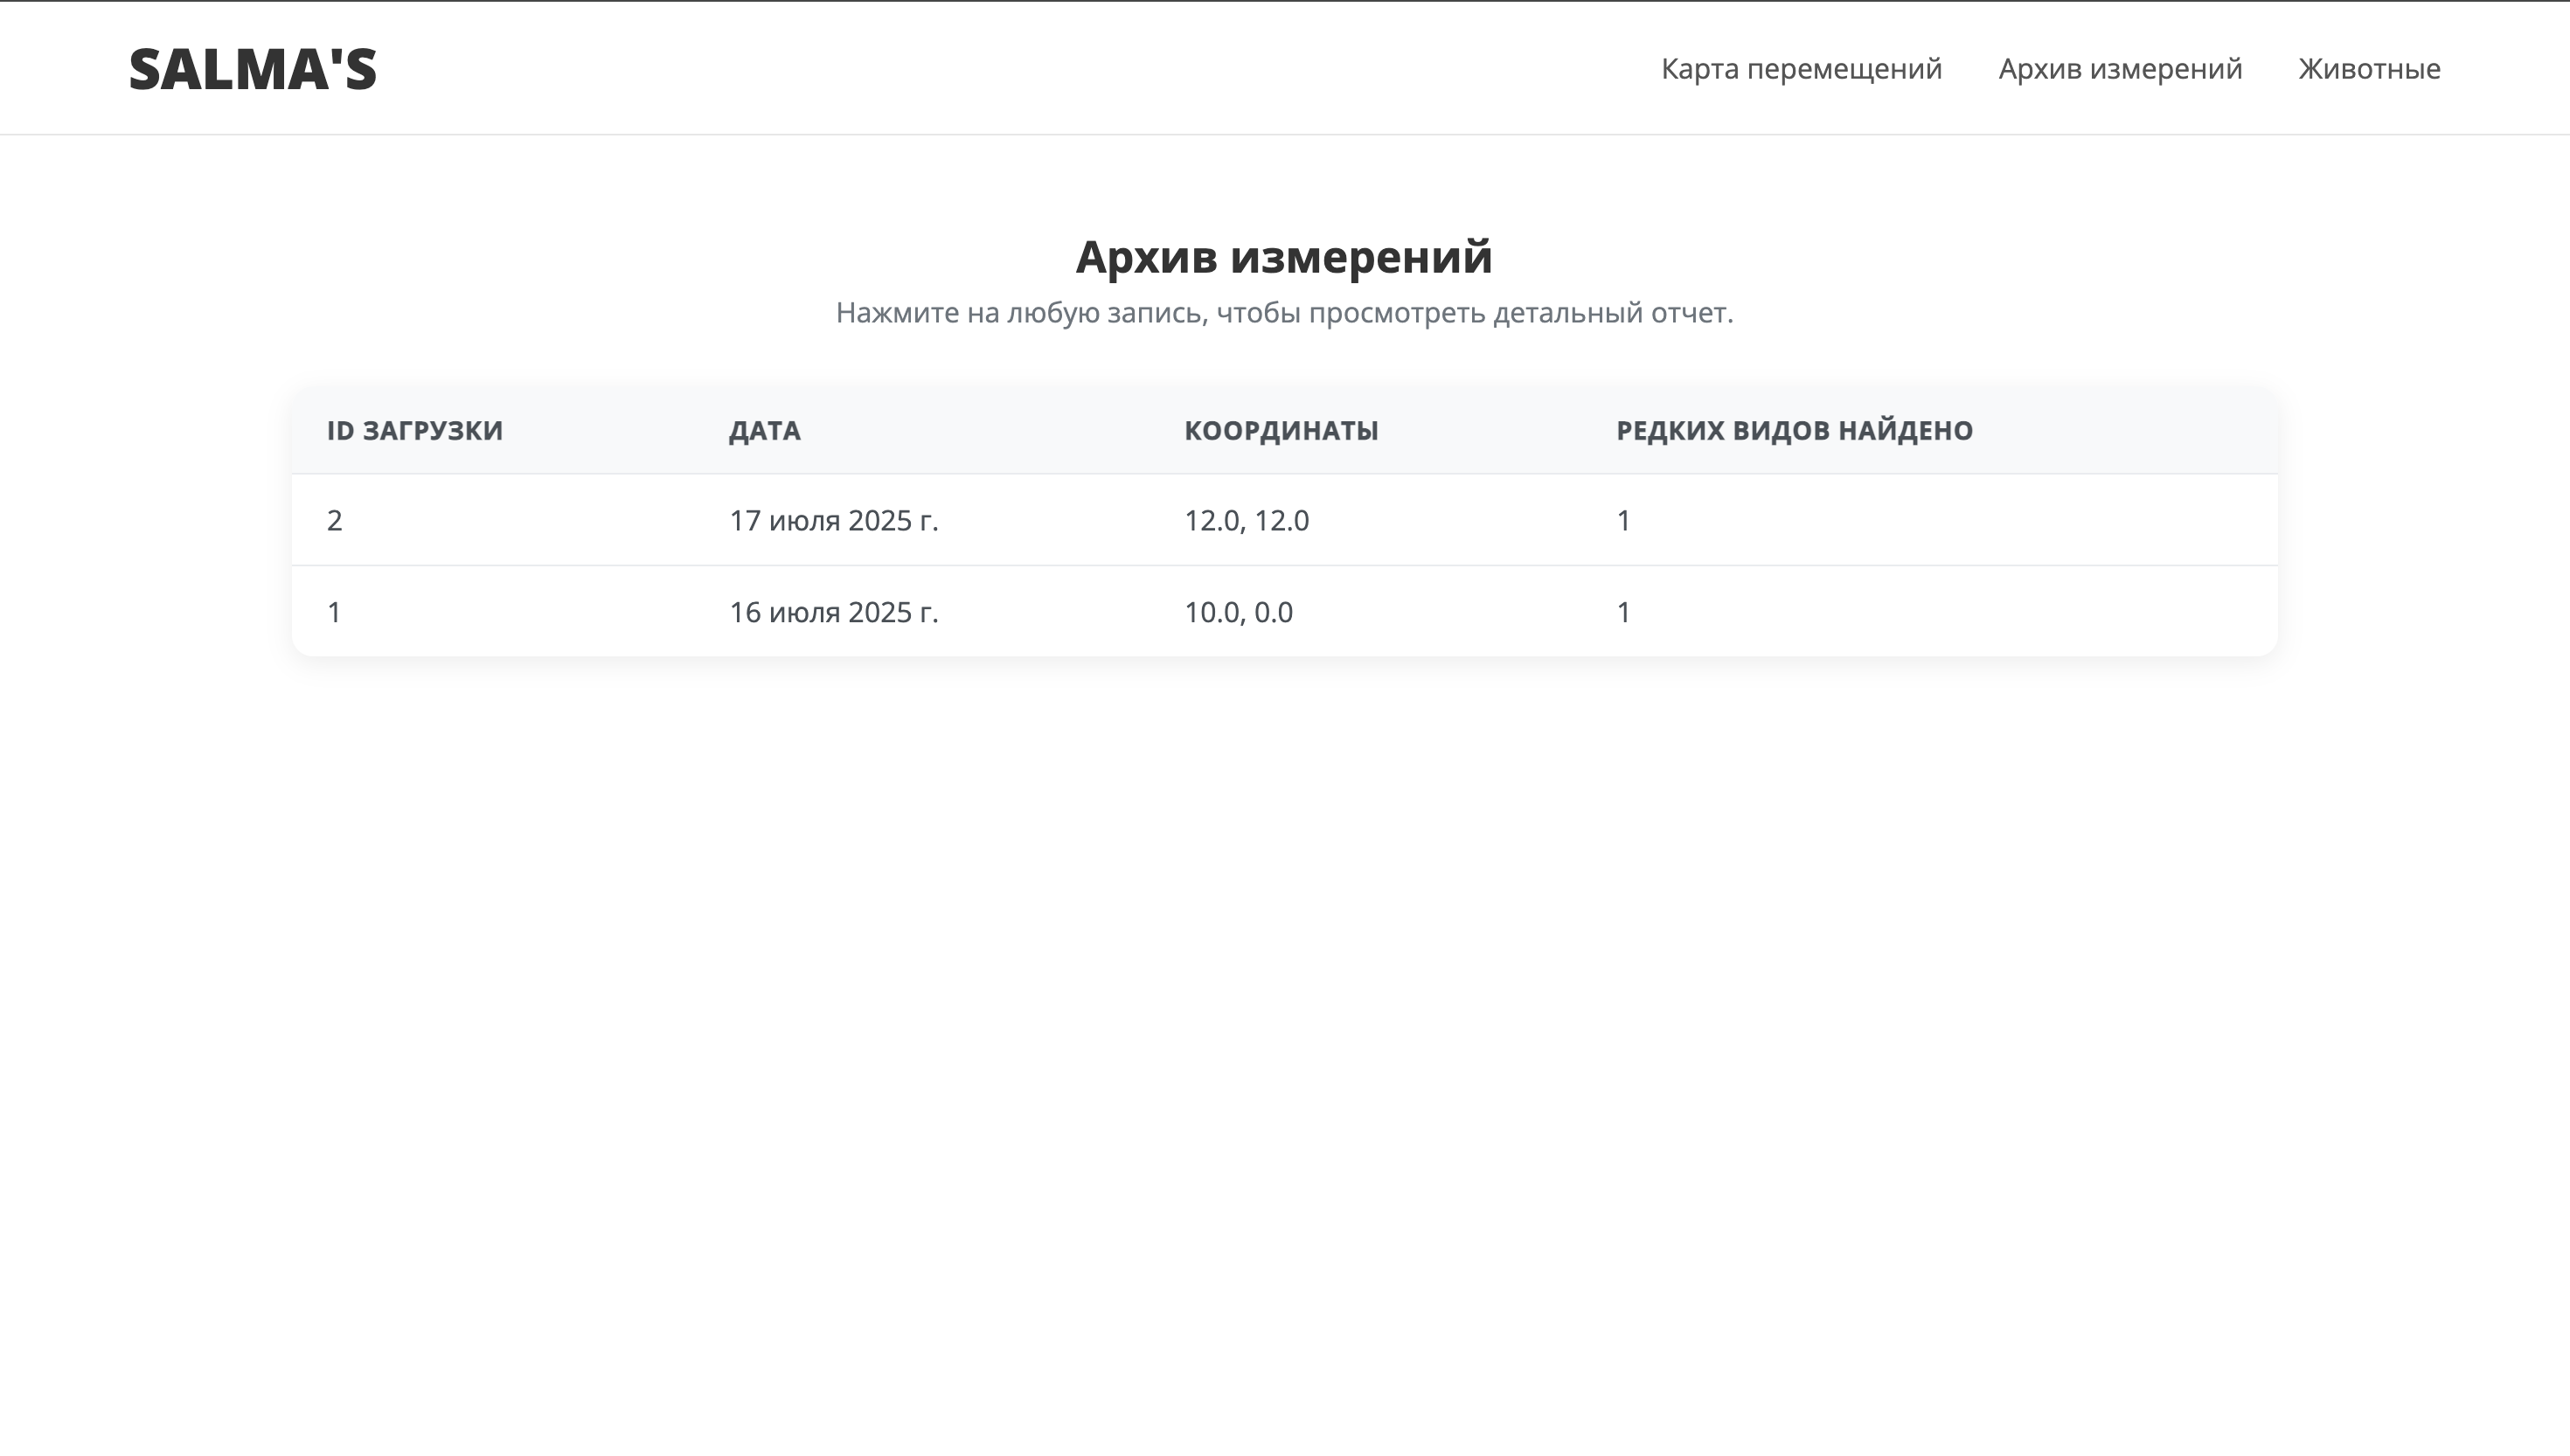 SALMA'S
Карта перемещений Архив измерений Животные
Архив измерений
Нажмите на любую запись, чтобы просмотреть детальный отчет.
ID ЗАГРУЗКИ ДАТА КООРДИНАТЫ РЕДКИХ ВИДОВ НАЙДЕНО
2 17 июля 2025 г. 12.0, 12.0 1
1 16 июля 2025 г. 10.0, 0.0 1